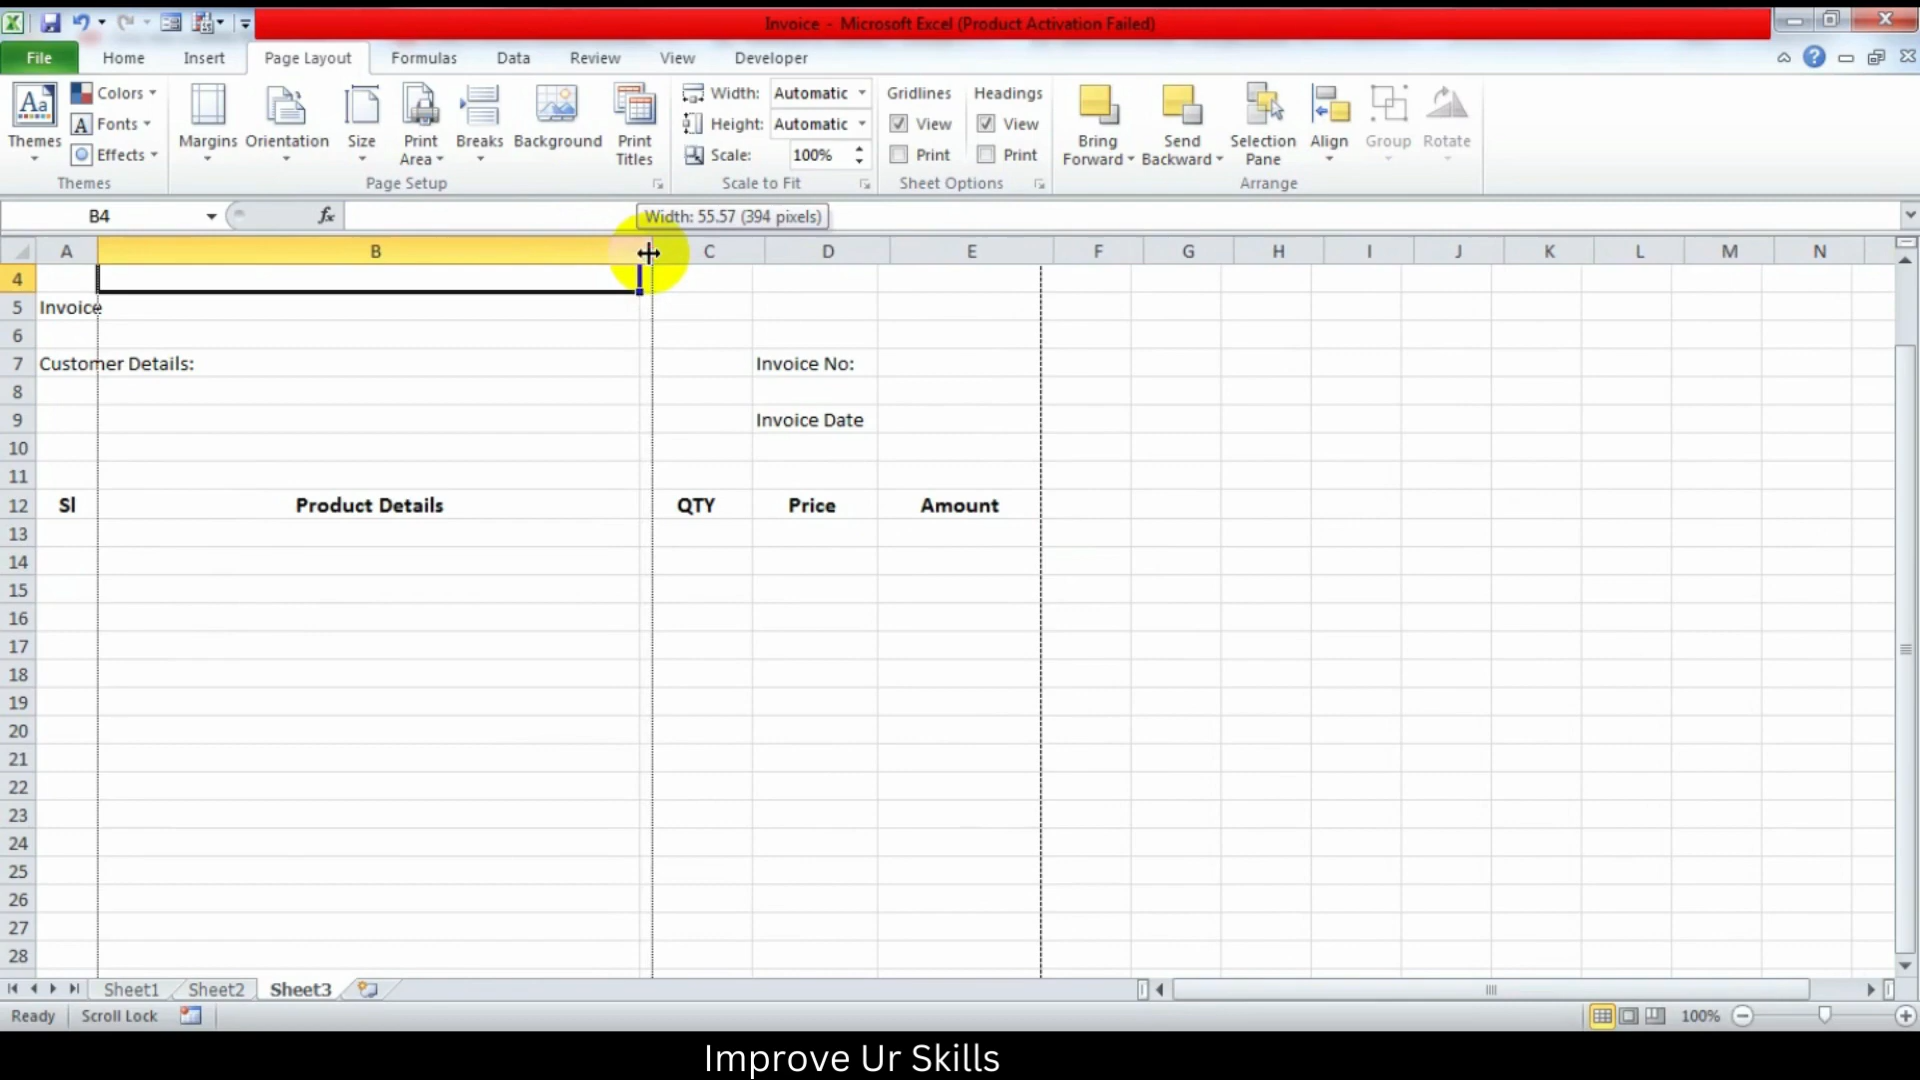 Invoice - Microsoft Excel (Product Activation Failed)
File Home Insert Page Layout Formulas Data Review View Developer
Aa Themes Colors Fonts Effects Themes
Margins Orientation Size Print Area Breaks Background Print Titles Page Setup
Width: Automatic Height: Automatic Scale: 100% Scale to Fit
Gridlines View Print Headings View Print Sheet Options
Bring Forward Send Backward Selection Pane Align Group Rotate Arrange
B4 fx
Width: 55.57 (394 pixels)
A B C D E F G H I J K L M N
4
5 Invoice
6
7 Customer Details: Invoice No:
8
9 Invoice Date
10
11
12 Sl Product Details QTY Price Amount
13
14
15
16
17
18
19
20
21
22
23
24
25
26
27
28
Sheet1 Sheet2 Sheet3
Ready Scroll Lock 100%
Improve Ur Skills